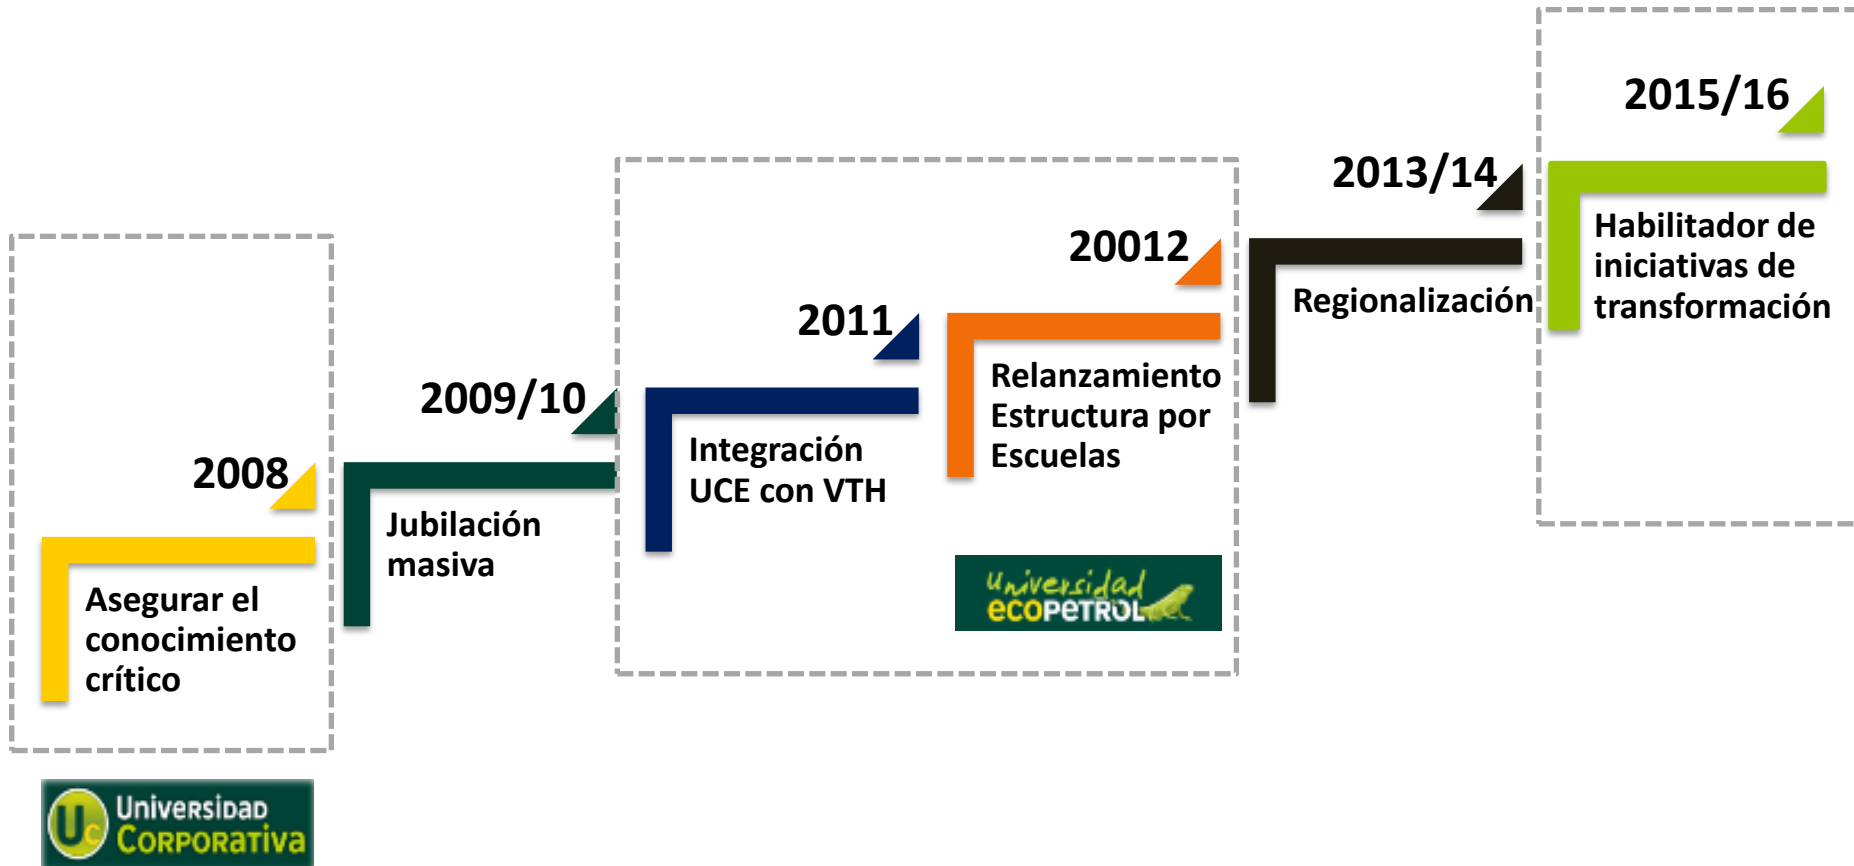 2008
Asegurar el
conocimiento
crítico
Uc Universidad
Corporativa
2009/10
Jubilación
masiva
2011
Integración
UCE con VTH
20012
Relanzamiento
Estructura por
Escuelas
universidad
ecopetrol
2013/14
Regionalización
2015/16
Habilitador de
iniciativas de
transformación